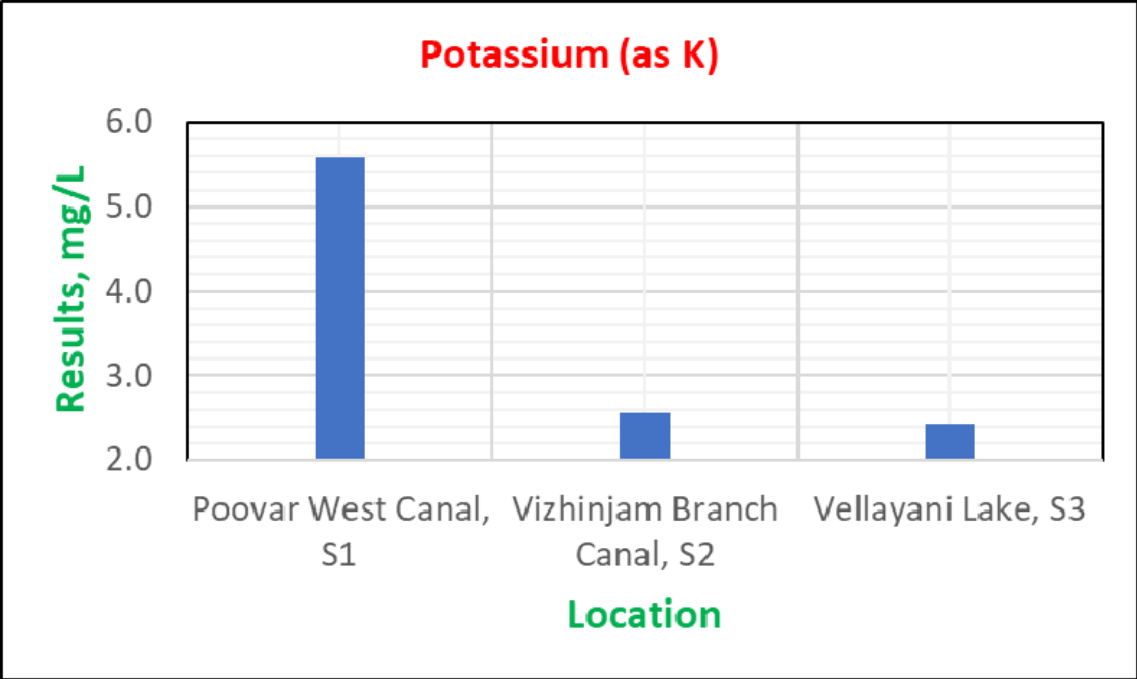 Potassium (as K)
Results, mg/L
6.0
5.0
4.0
3.0
2.0
Poovar West Canal,
S1
Vizhinjam Branch
Canal, S2
Vellayani Lake, S3
Location